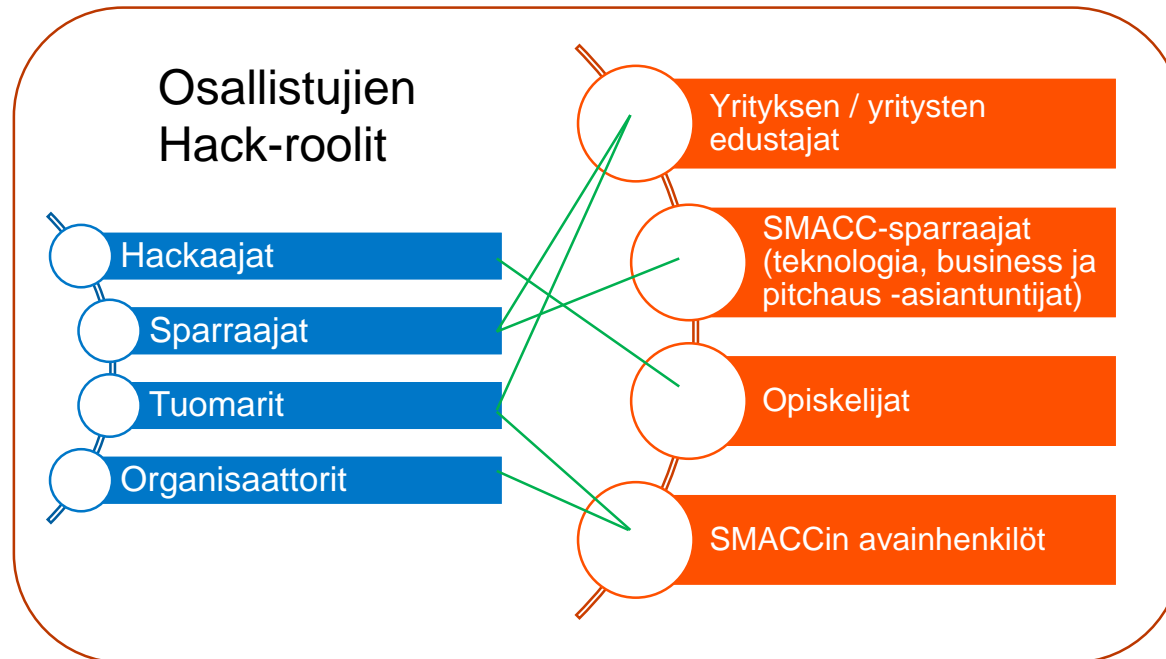 Osallistujien
Hack-roolit
Hackaajat
Sparraajat
Tuomarit
Organisaattorit
Yrityksen / yritysten
edustajat
SMACC-sparraajat
(teknologia, business ja
pitchaus -asiantuntijat)
Opiskelijat
SMACCin avainhenkilöt